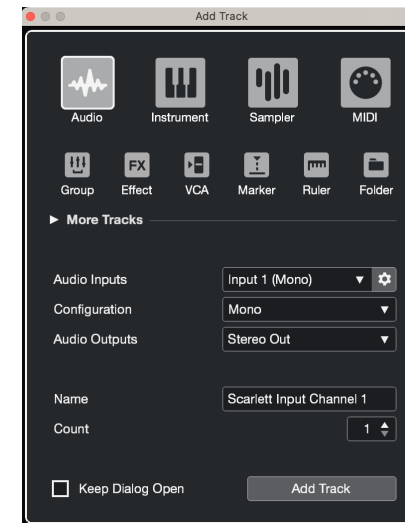 Add Track
Audio Instrument Sampler MIDI
FX
Group Effect VCA Marker Ruler Folder
More Tracks
Audio Inputs Input 1 (Mono)
Configuration Mono
Audio Outputs Stereo Out
Name Scarlett Input Channel 1
Count 1
Keep Dialog Open Add Track